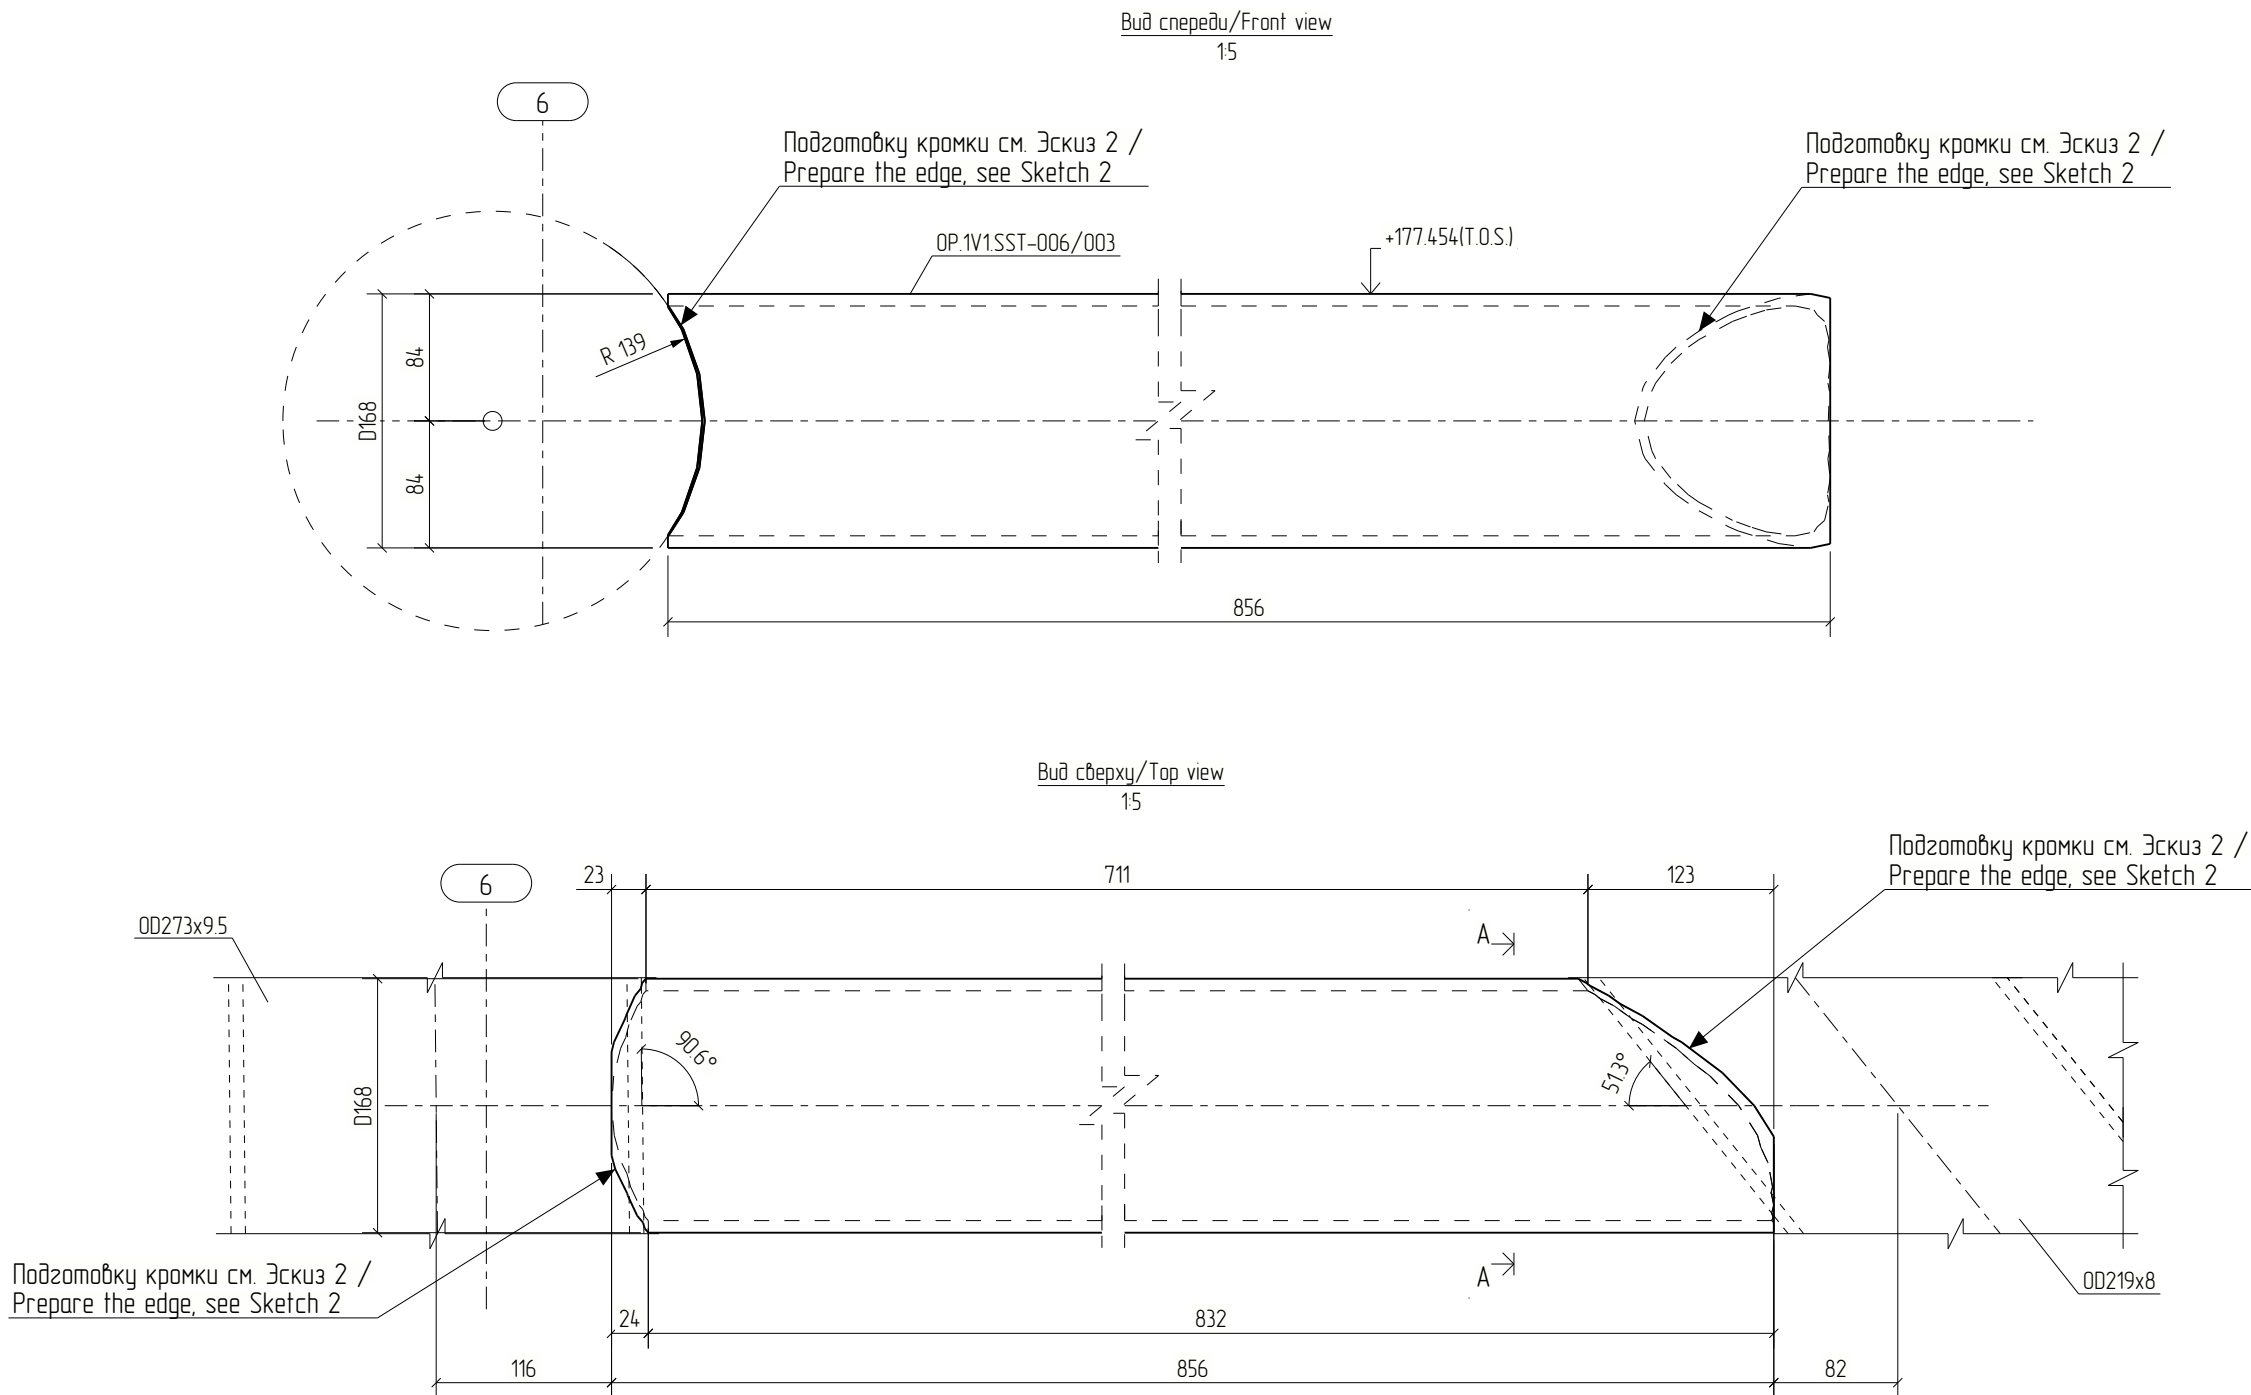 Вид спереди/Front view
1:5
6
Подготовку кромки см. Эскиз 2 /
Prepare the edge, see Sketch 2
Подготовку кромки см. Эскиз 2 /
Prepare the edge, see Sketch 2
OP.1V1.SST-006/003
+177.454(T.O.S.)
R 139
84
D168
84
856
Вид сверху/Top view
1:5
Подготовку кромки см. Эскиз 2 /
Prepare the edge, see Sketch 2
6
23
711
123
OD273x9.5
A
90.6°
51.3°
D168
A
Подготовку кромки см. Эскиз 2 /
Prepare the edge, see Sketch 2
OD219x8
24
832
116
856
82